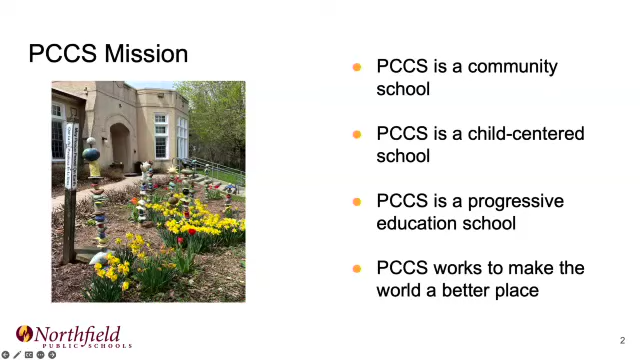 PCCS Mission
PCCS is a community
school
PCCS is a child-centered
school
PCCS is a progressive
education school
PCCS works to make the
world a better place
Northfield
PUBLIC SCHOOLS
2